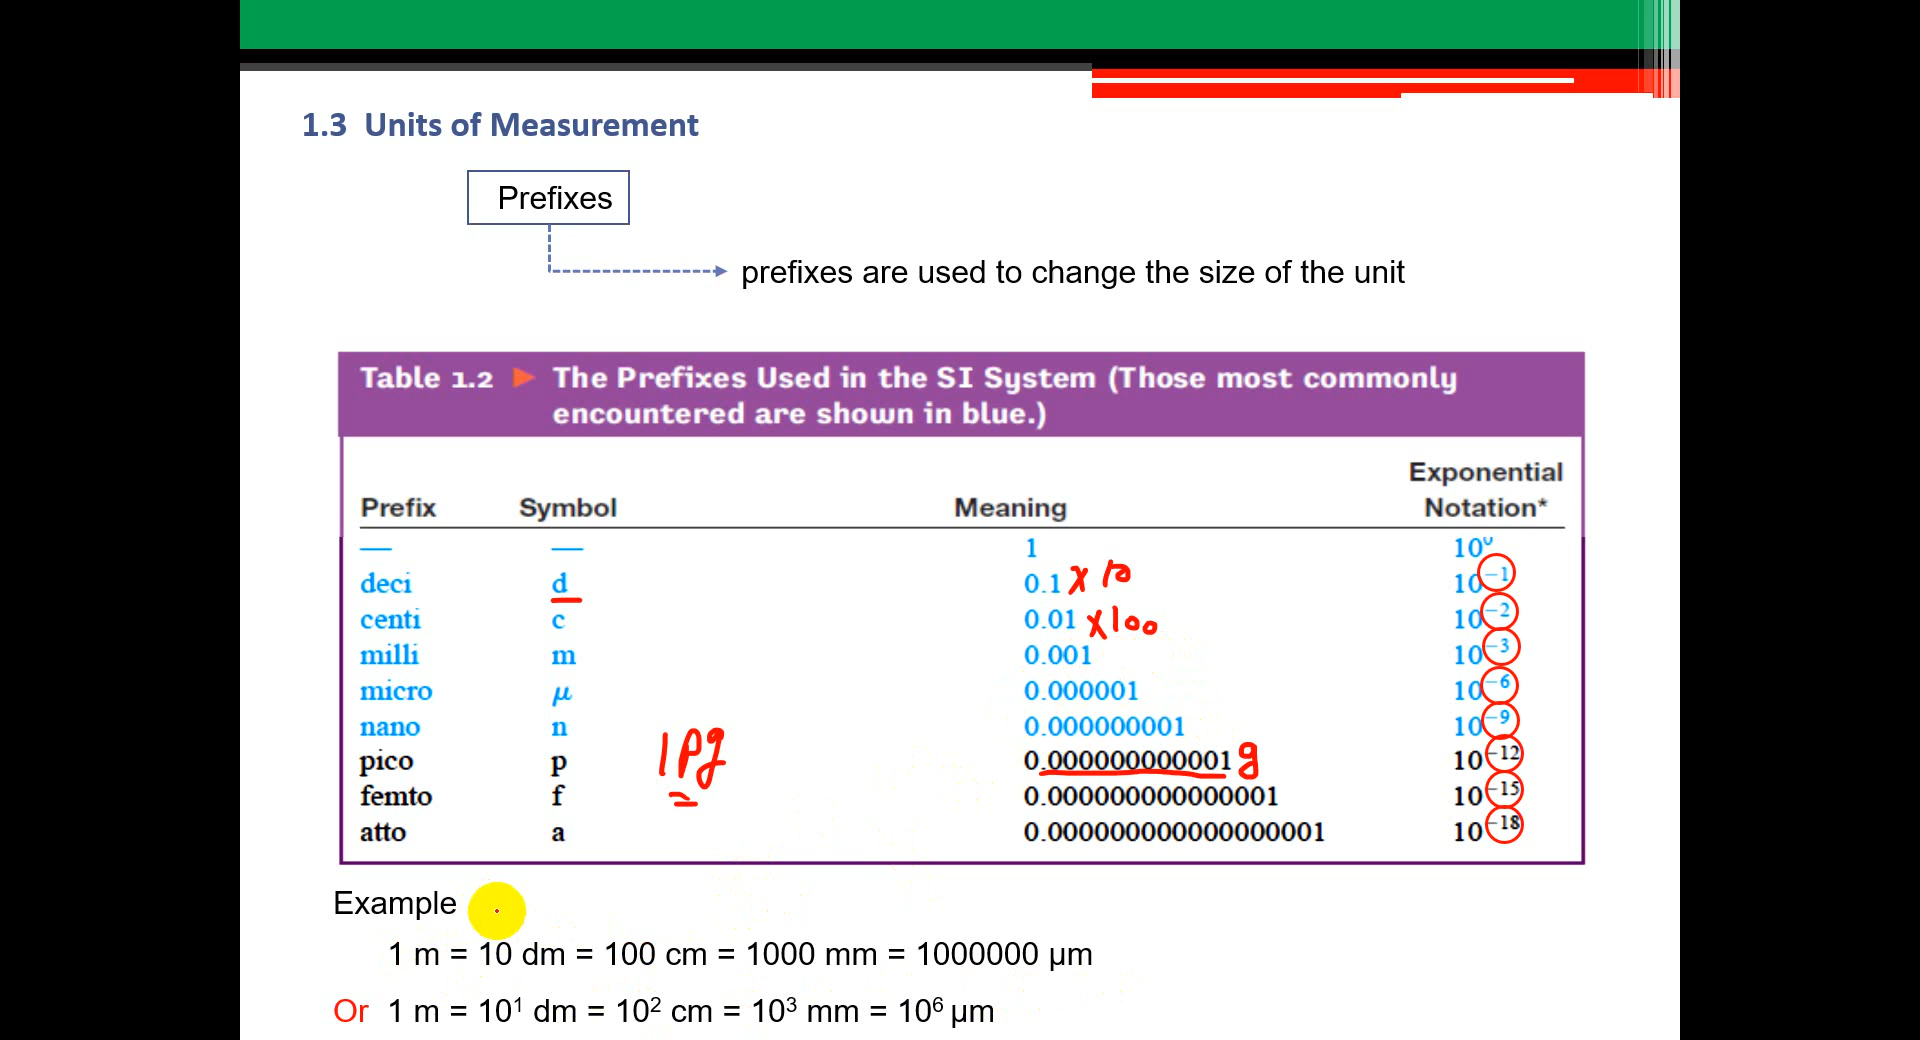 1.3 Units of Measurement
Prefixes
prefixes are used to change the size of the unit
Table 1.2 ▶ The Prefixes Used in the SI System (Those most commonly
encountered are shown in blue.)
Exponential
Prefix Symbol Meaning Notation*
— — 1 10⁰
deci d 0.1 x 10 10⁻¹
centi c 0.01 x100 10⁻²
milli m 0.001 10⁻³
micro μ 0.000001 10⁻⁶
nano n 0.000000001 10⁻⁹
pico p 1pg 0.000000000001 g 10⁻¹²
femto f 0.000000000000001 10⁻¹⁵
atto a 0.000000000000000001 10⁻¹⁸
Example
1 m = 10 dm = 100 cm = 1000 mm = 1000000 μm
Or 1 m = 10¹ dm = 10² cm = 10³ mm = 10⁶ μm